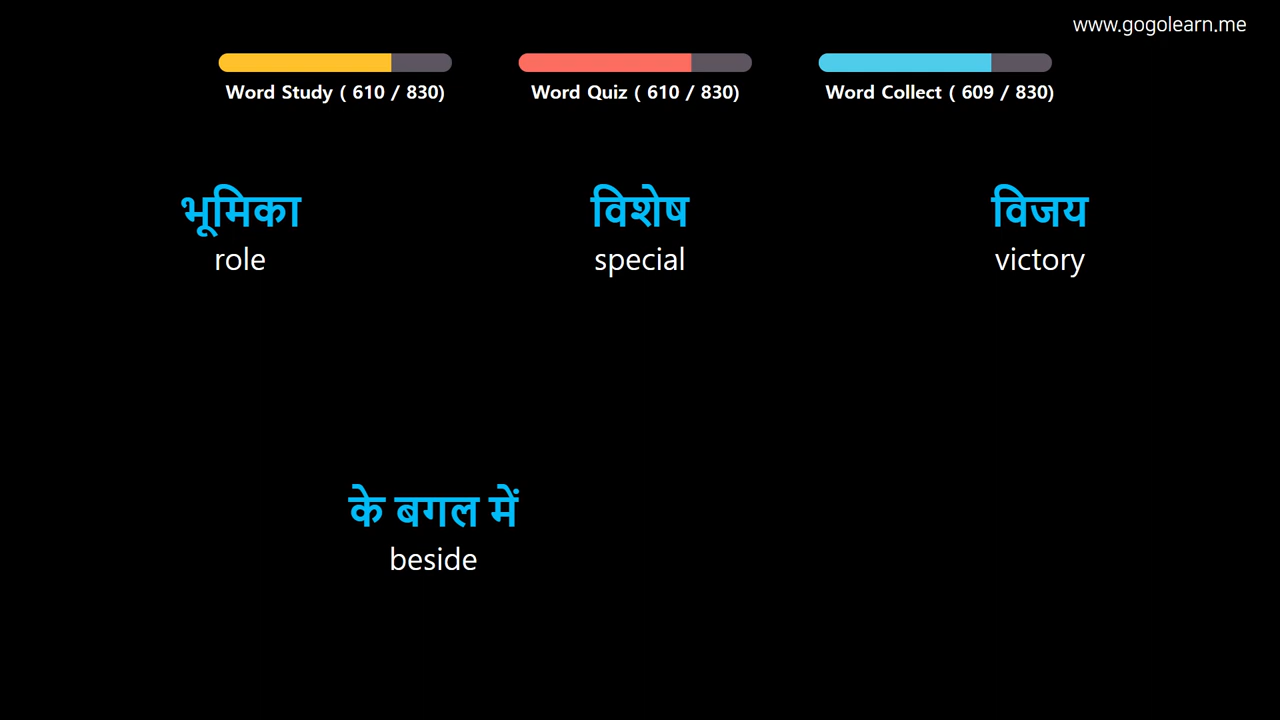 www.gogolearn.me
Word Study ( 610 / 830)
Word Quiz ( 610 / 830)
Word Collect ( 609 / 830)
भूमिका
role
विशेष
special
विजय
victory
के बगल में
beside